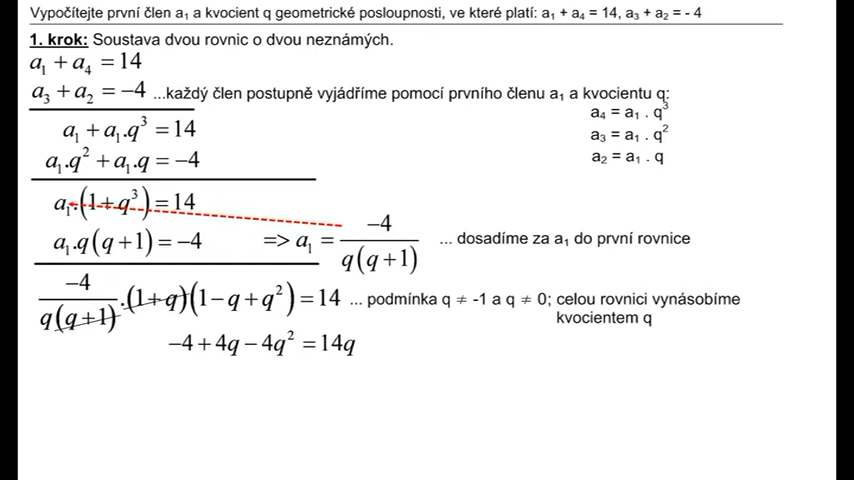 Vypočítejte první člen a₁ a kvocient q geometrické posloupnosti, ve které platí: a₁ + a₄ = 14, a₃ + a₂ = - 4
1. krok: Soustava dvou rovnic o dvou neznámých.
a₁ + a₄ = 14
a₃ + a₂ = −4 ...každý člen postupně vyjádříme pomocí prvního členu a₁ a kvocientu q:
a₄ = a₁ . q³
a₁ + a₁.q³ = 14
a₃ = a₁ . q²
a₁.q² + a₁.q = −4
a₂ = a₁ . q
a₁.(1 + q³) = 14
a₁.q(q + 1) = −4 => a₁ = −4 / q(q + 1) ... dosadíme za a₁ do první rovnice
−4 / q(q + 1) .(1 + q)(1 − q + q²) = 14 ... podmínka q ≠ -1 a q ≠ 0; celou rovnici vynásobíme
kvocientem q
−4 + 4q − 4q² = 14q